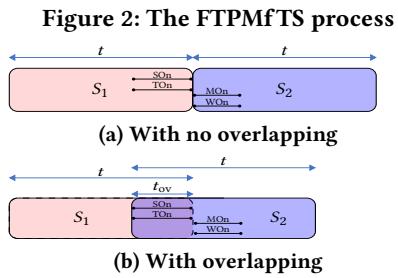 Figure 2: The FTPMfTS process
t t
SOn
TOn
S1 S2
MOn
WOn
(a) With no overlapping
t
t
tov
SOn
TOn
S1 S2
MOn
WOn
(b) With overlapping